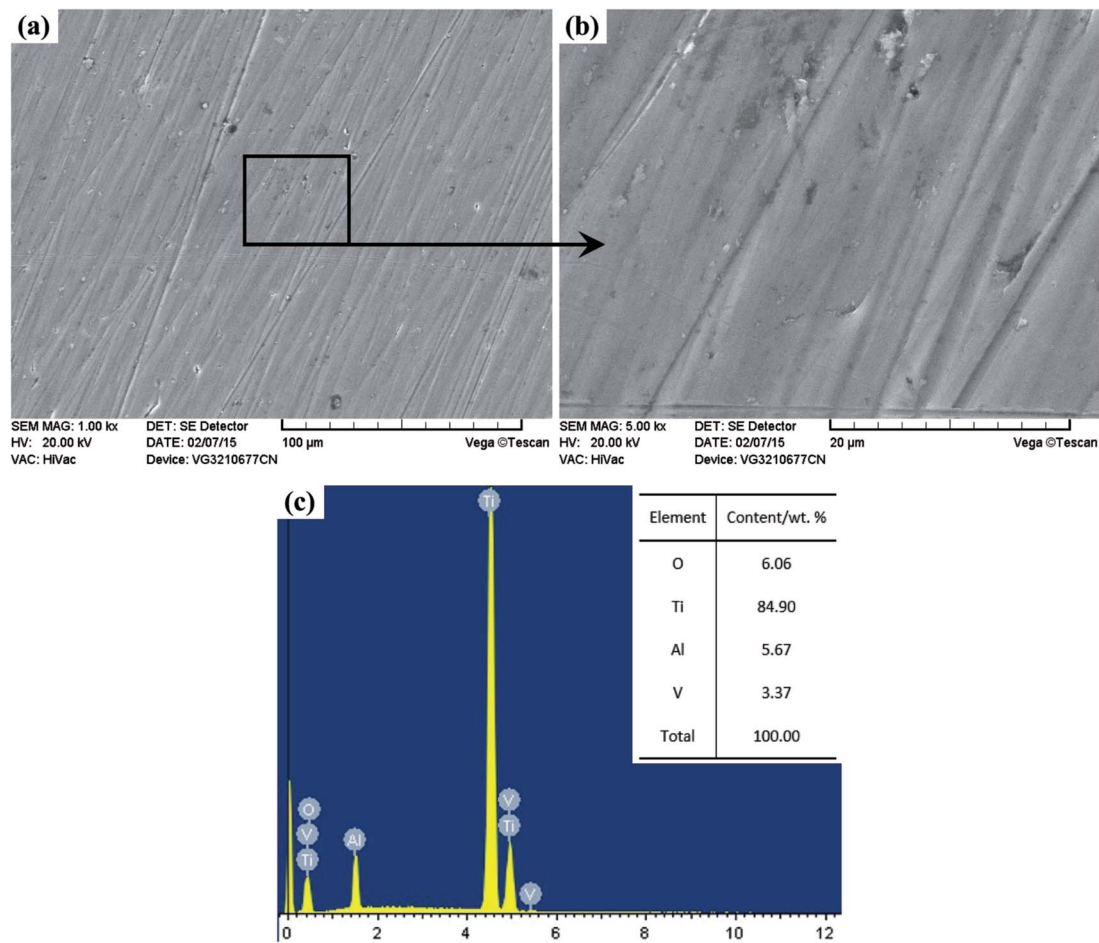 (a)
SEM MAG: 1.00 kx DET: SE Detector
HV: 20.00 kV DATE: 02/07/15 100 µm Vega ©Tescan
VAC: HiVac Device: VG3210677CN
(b)
SEM MAG: 5.00 kx DET: SE Detector
HV: 20.00 kV DATE: 02/07/15 20 µm Vega ©Tescan
VAC: HiVac Device: VG3210677CN
(c)
Ti
O
V
Ti
Al
V
Ti
V
0 2 4 6 8 10 12
Element Content/wt. %
O 6.06
Ti 84.90
Al 5.67
V 3.37
Total 100.00